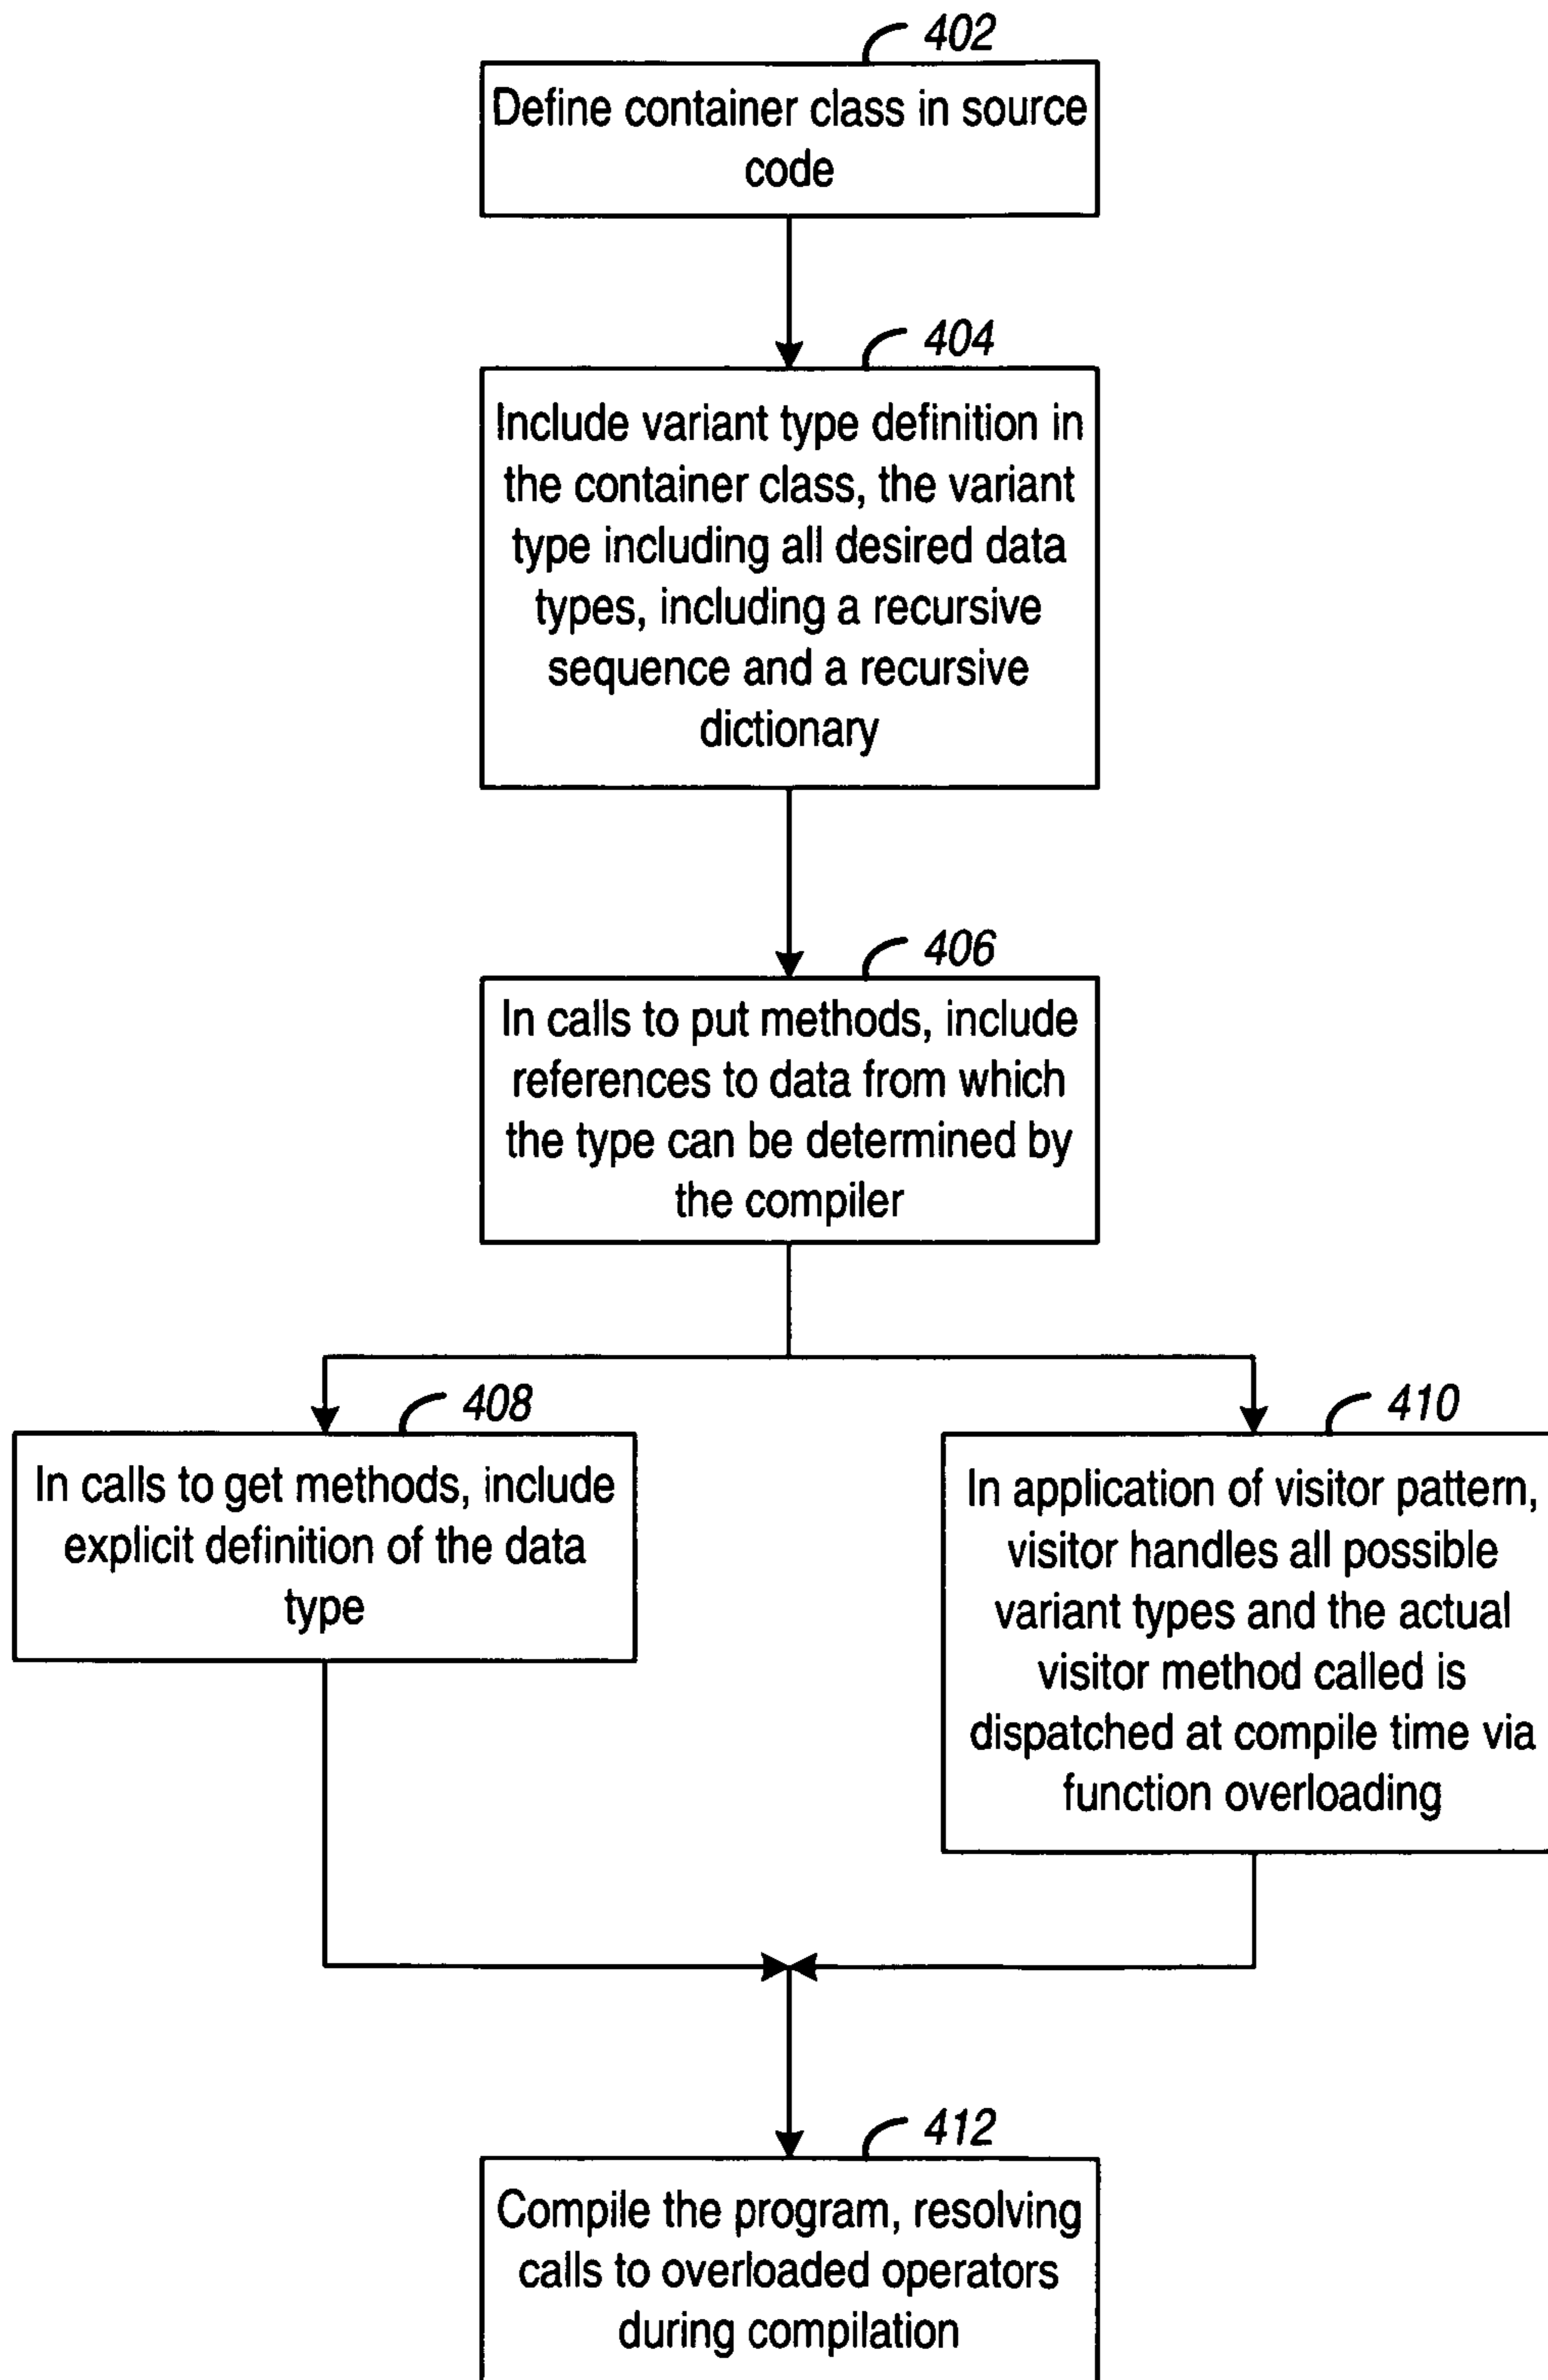 402
Define container class in source
code
404
Include variant type definition in
the container class, the variant
type including all desired data
types, including a recursive
sequence and a recursive
dictionary
406
In calls to put methods, include
references to data from which
the type can be determined by
the compiler
408
In calls to get methods, include
explicit definition of the data
type
410
In application of visitor pattern,
visitor handles all possible
variant types and the actual
visitor method called is
dispatched at compile time via
function overloading
412
Compile the program, resolving
calls to overloaded operators
during compilation